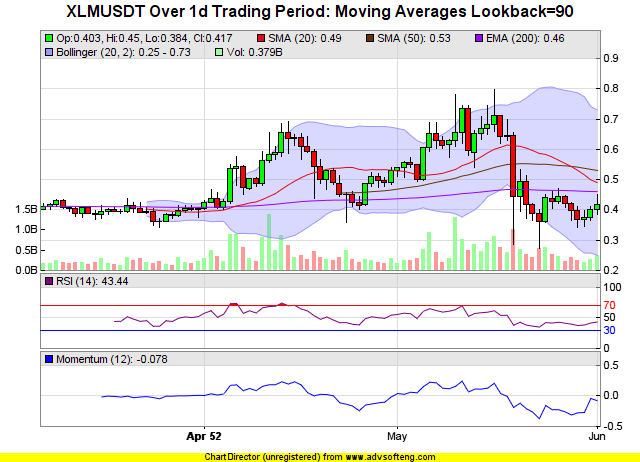 XLMUSDT Over 1d Trading Period: Moving Averages Lookback=90
Op:0.403, Hi:0.45, Lo:0.384, Cl:0.417 SMA (20): 0.49 SMA (50): 0.53 EMA (200): 0.46
Bollinger (20, 2): 0.25 - 0.73 Vol: 0.379B
0.9
0.8
0.7
0.6
0.5
0.4
0.3
0.2
1.5B
1.0B
0.5B
0.0B
RSI (14): 43.44
100
70
50
30
0
Momentum (12): -0.078
0.5
0.0
-0.5
Apr 52 May Jun
ChartDirector (unregistered) from www.advsofteng.com